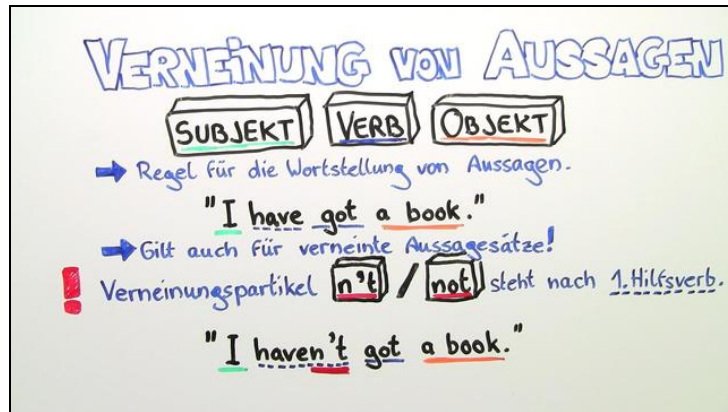 VERNEINUNG VON AUSSAGEN
SUBJEKT VERB OBJEKT
Regel für die Wortstellung von Aussagen.
"I have got a book."
Gilt auch für verneinte Aussagesätze!
! Verneinungspartikel n't / not steht nach 1. Hilfsverb.
"I haven't got a book."